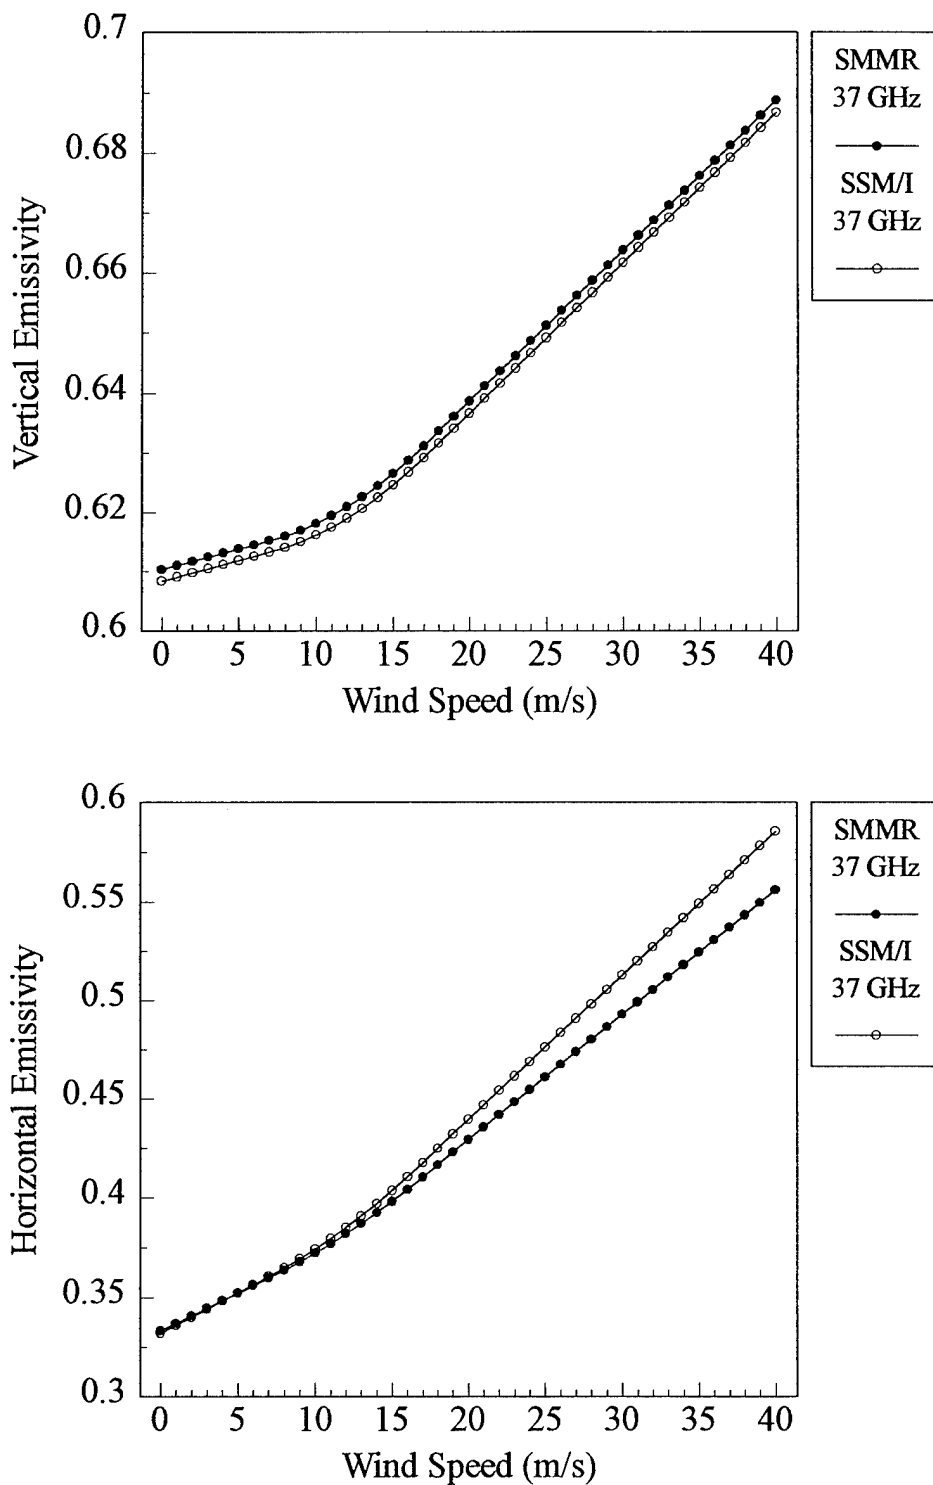 0.7
0.68
0.66
0.64
0.62
0.6
Vertical Emissivity
0 5 10 15 20 25 30 35 40
Wind Speed (m/s)
SMMR
37 GHz
SSM/I
37 GHz
0.6
0.55
0.5
0.45
0.4
0.35
0.3
Horizontal Emissivity
0 5 10 15 20 25 30 35 40
Wind Speed (m/s)
SMMR
37 GHz
SSM/I
37 GHz